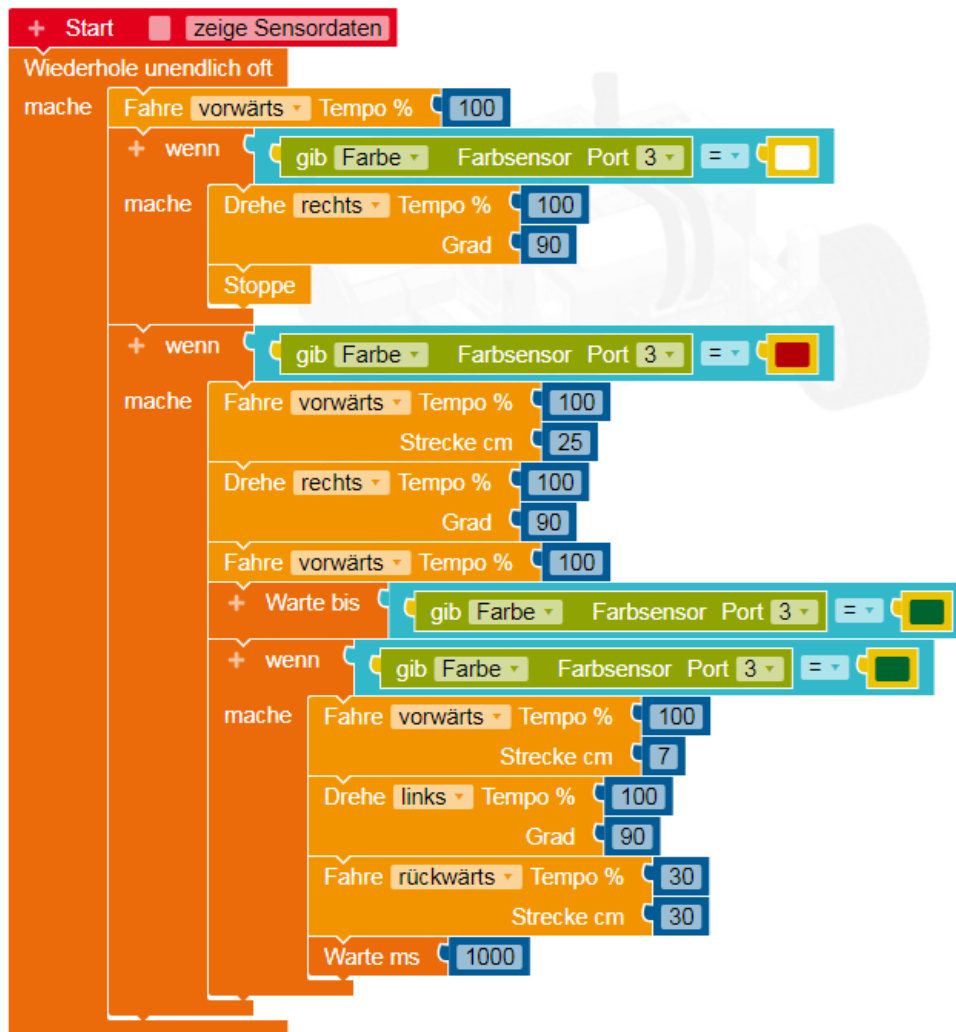 + Start zeige Sensordaten
Wiederhole unendlich oft
mache Fahre vorwärts Tempo % 100
+ wenn gib Farbe Farbsensor Port 3 =
mache Drehe rechts Tempo % 100
Grad 90
Stoppe
+ wenn gib Farbe Farbsensor Port 3 =
mache Fahre vorwärts Tempo % 100
Strecke cm 25
Drehe rechts Tempo % 100
Grad 90
Fahre vorwärts Tempo % 100
+ Warte bis gib Farbe Farbsensor Port 3 =
+ wenn gib Farbe Farbsensor Port 3 =
mache Fahre vorwärts Tempo % 100
Strecke cm 7
Drehe links Tempo % 100
Grad 90
Fahre rückwärts Tempo % 30
Strecke cm 30
Warte ms 1000